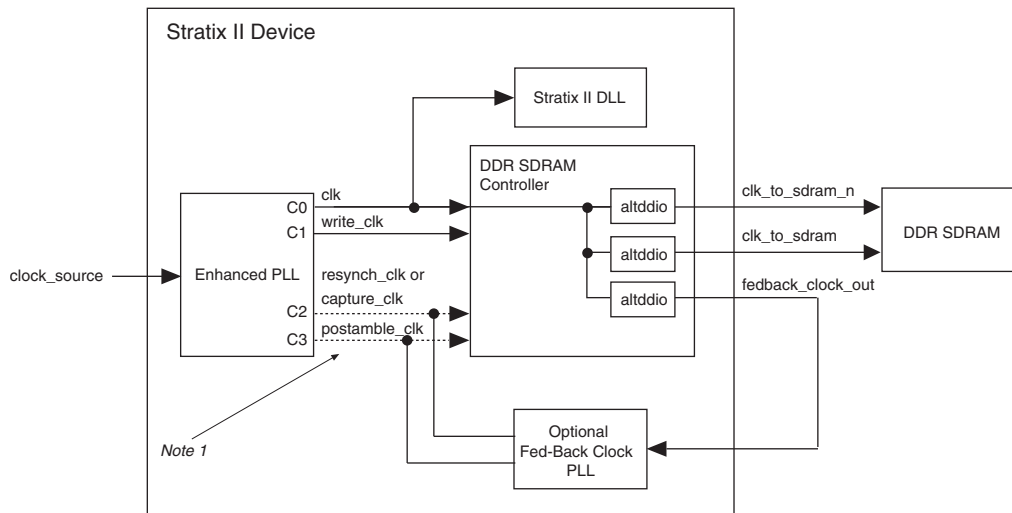 Stratix II Device
Stratix II DLL
DDR SDRAM
Controller
clk
C0
write_clk
C1
altddio
clk_to_sdram_n
altddio
clk_to_sdram
DDR SDRAM
clock_source
Enhanced PLL
resynch_clk or
capture_clk
C2
altddio
fedback_clock_out
postamble_clk
C3
Note 1
Optional
Fed-Back Clock
PLL